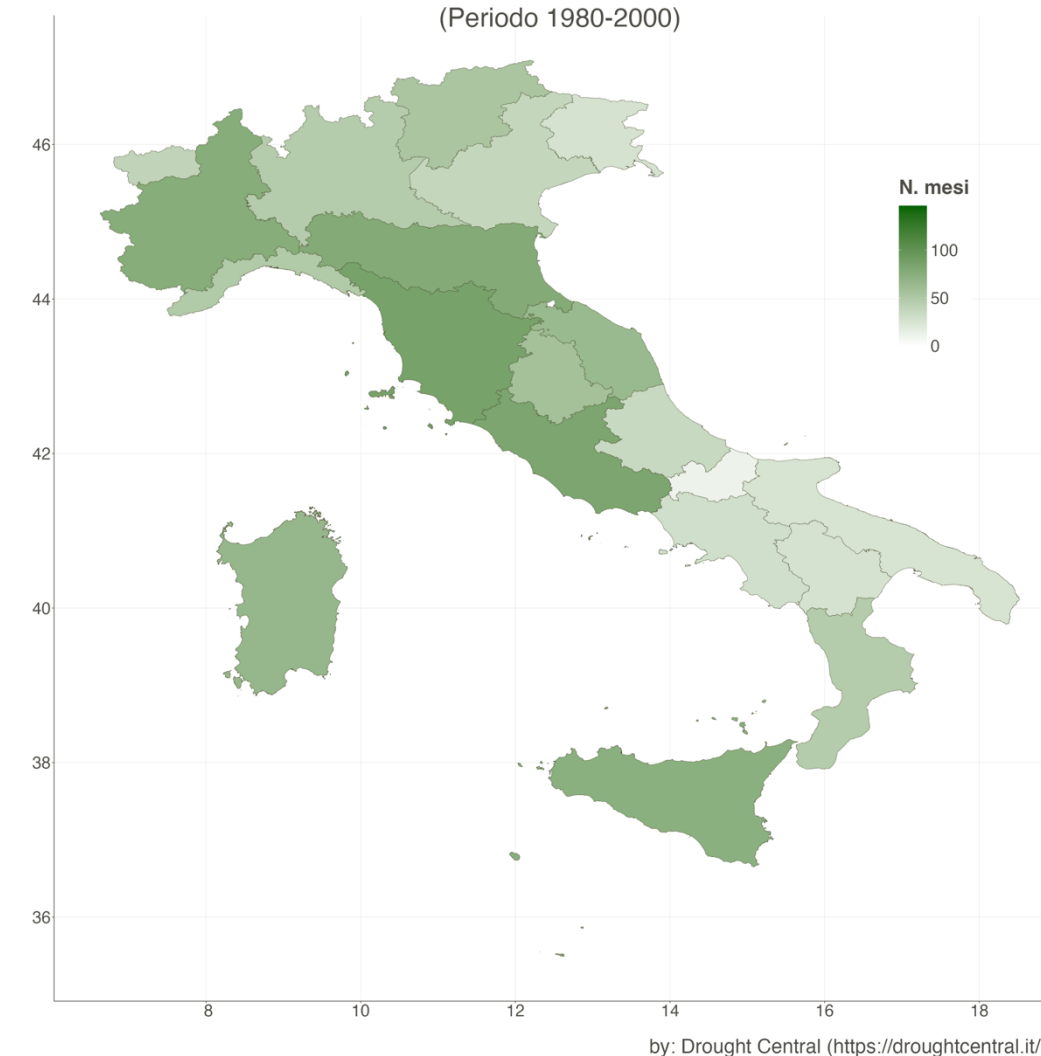 (Periodo 1980-2000)
46
44
42
40
38
36
N. mesi
100
50
0
8 10 12 14 16 18
by: Drought Central (https://droughtcentral.it/